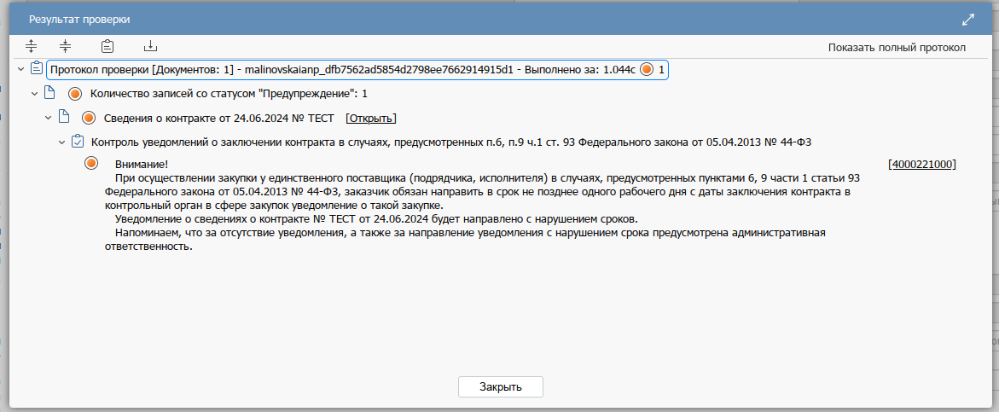 Результат проверки
Показать полный протокол
Протокол проверки [Документов: 1] - malinovskaianp_dfb7562ad5854d2798ee7662914915d1 - Выполнено за: 1.044с 1
Количество записей со статусом "Предупреждение": 1
Сведения о контракте от 24.06.2024 № ТЕСТ [Открыть]
Контроль уведомлений о заключении контракта в случаях, предусмотренных п.6, п.9 ч.1 ст. 93 Федерального закона от 05.04.2013 № 44-ФЗ
Внимание! [4000221000]
При осуществлении закупки у единственного поставщика (подрядчика, исполнителя) в случаях, предусмотренных пунктами 6, 9 части 1 статьи 93
Федерального закона от 05.04.2013 № 44-ФЗ, заказчик обязан направить в срок не позднее одного рабочего дня с даты заключения контракта в
контрольный орган в сфере закупок уведомление о такой закупке.
Уведомление о сведениях о контракте № ТЕСТ от 24.06.2024 будет направлено с нарушением сроков.
Напоминаем, что за отсутствие уведомления, а также за направление уведомления с нарушением срока предусмотрена административная
ответственность.
Закрыть